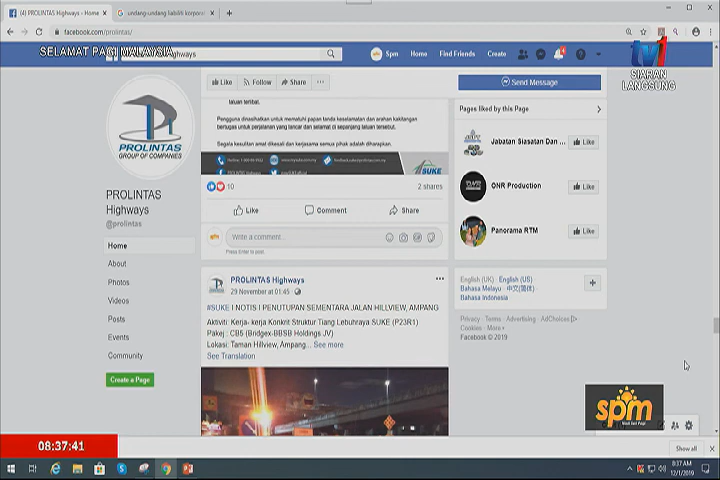 (4) PROLINTAS Highways - Home
undang-undang liabiliti korporat
facebook.com/prolintas/
SELAMAT PAGI MALAYSIA
Highways
Spm
Home
Find Friends
Create
4
tv1
SIARAN
LANGSUNG
Like
Follow
Share
Send Message
PROLINTAS
GROUP OF COMPANIES
PROLINTAS
Highways
@prolintas
Home
About
Photos
Videos
Posts
Events
Community
Create a Page
laluan terlibat.
Pengguna dinasihatkan untuk mematuhi papan tanda keselamatan dan arahan kakitangan
bertugas untuk perjalanan yang lancar dan selamat di sepanjang laluan tersebut.
Segala kesulitan amat dikesali dan kerjasama semua pihak adalah diharapkan.
SUKE
10
2 shares
Like
Comment
Share
Write a comment...
Press Enter to post.
PROLINTAS Highways
29 November at 01:45
#SUKE I NOTIS I PENUTUPAN SEMENTARA JALAN HILLVIEW, AMPANG
Aktiviti: Kerja- kerja Konkrit Struktur Tiang Lebuhraya SUKE (P23R1)
Pakej : CB5 (Bridgex-BBSB Holdings JV)
Lokasi: Taman Hillview, Ampang... See more
See Translation
Pages liked by this Page
Jabatan Siasatan Dan ...
Like
QNR Production
Like
Panorama RTM
Like
English (UK) · English (US)
Bahasa Melayu · 中文(简体) ·
Bahasa Indonesia
Privacy · Terms · Advertising · AdChoices
Cookies · More
Facebook © 2019
spm
08:37:41
Show all
8:37 AM
12/1/2019